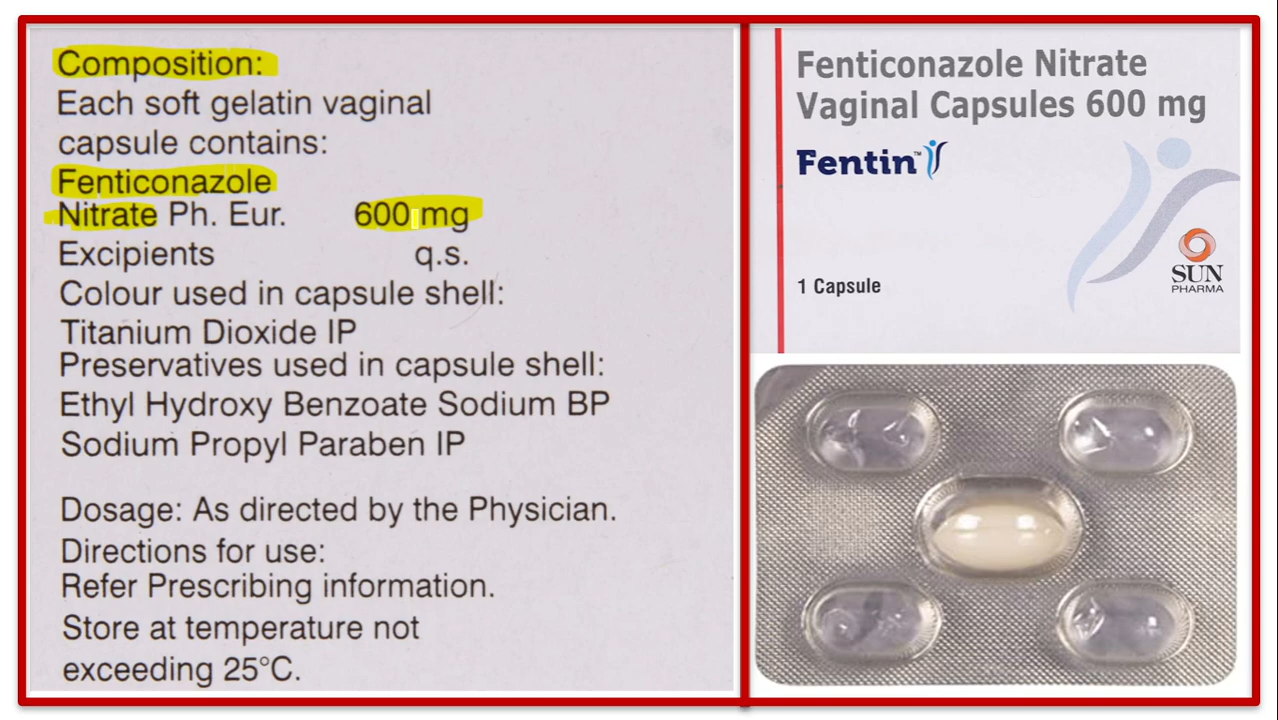 Composition:
Each soft gelatin vaginal
capsule contains:
Fenticonazole
Nitrate Ph. Eur. 600 mg
Excipients q.s.
Colour used in capsule shell:
Titanium Dioxide IP
Preservatives used in capsule shell:
Ethyl Hydroxy Benzoate Sodium BP
Sodium Propyl Paraben IP
Dosage: As directed by the Physician.
Directions for use:
Refer Prescribing information.
Store at temperature not
exceeding 25°C.
Fenticonazole Nitrate
Vaginal Capsules 600 mg
Fentin™
1 Capsule
SUN
PHARMA